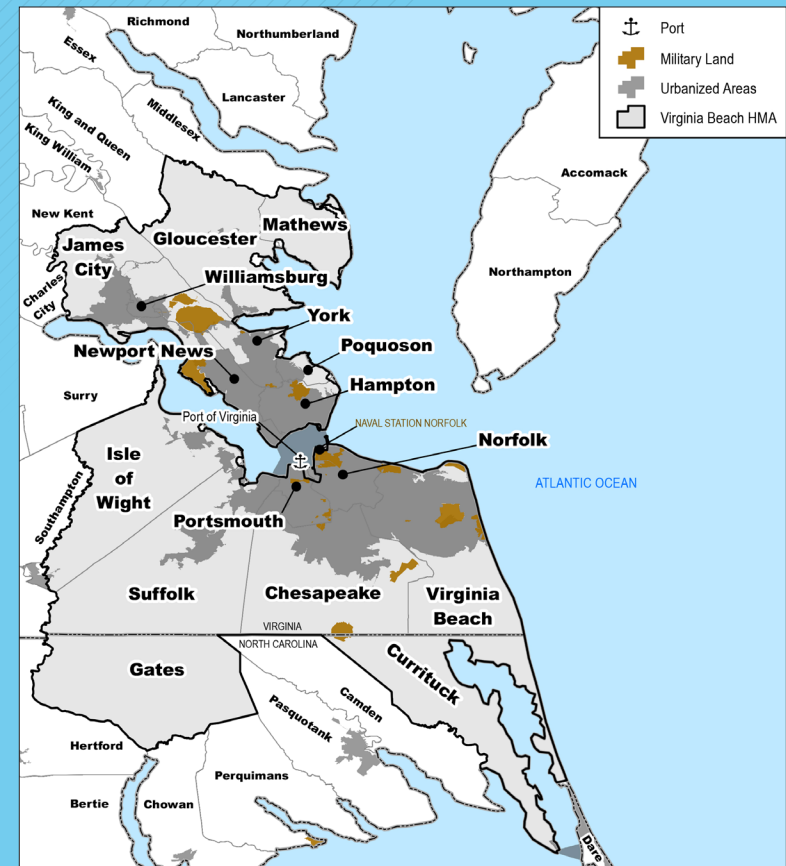 Port
Military Land
Urbanized Areas
Virginia Beach HMA
Richmond
Northumberland
Essex
Lancaster
Middlesex
King and Queen
King William
Accomack
New Kent
Mathews
Gloucester
James
City
Northampton
Williamsburg
Charles
City
York
Poquoson
Newport News
Hampton
Surry
Port of Virginia
NAVAL STATION NORFOLK
Norfolk
Isle
of
Wight
ATLANTIC OCEAN
Southampton
Portsmouth
Suffolk
Chesapeake
Virginia
Beach
VIRGINIA
NORTH CAROLINA
Gates
Currituck
Camden
Pasquotank
Hertford
Perquimans
Bertie
Chowan
Dare